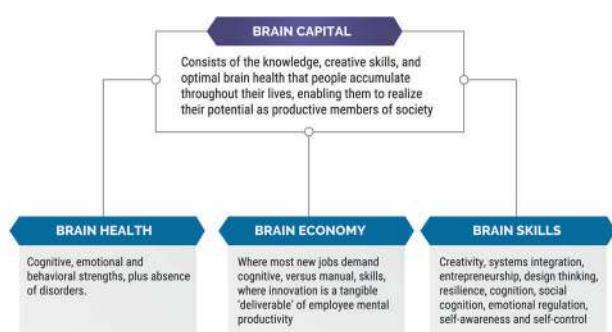 BRAIN CAPITAL
Consists of the knowledge, creative skills, and
optimal brain health that people accumulate
throughout their lives, enabling them to realize
their potential as productive members of society
BRAIN HEALTH
Cognitive, emotional and
behavioral strengths, plus absence
of disorders.
BRAIN ECONOMY
Where most new jobs demand
cognitive, versus manual, skills,
where innovation is a tangible
'deliverable' of employee mental
productivity
BRAIN SKILLS
Creativity, systems integration,
entrepreneurship, design thinking,
resilience, cognition, social
cognition, emotional regulation,
self-awareness and self-control